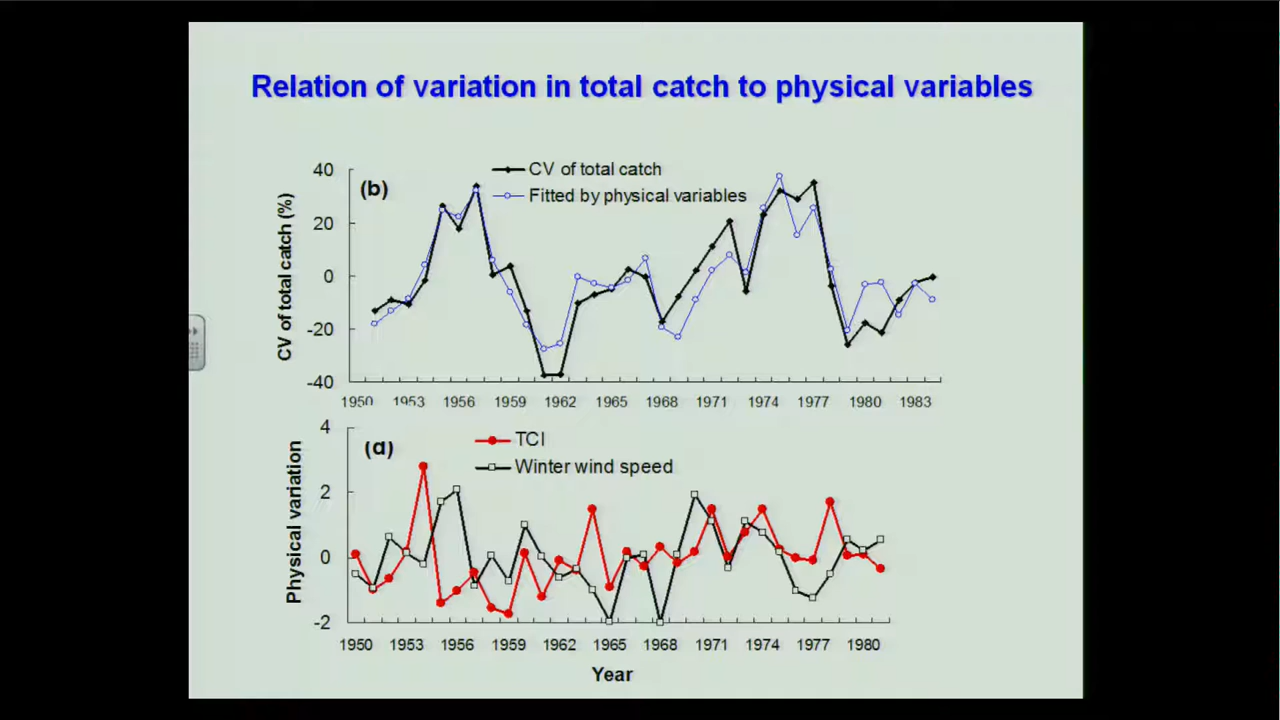 Relation of variation in total catch to physical variables
(b)
CV of total catch
Fitted by physical variables
CV of total catch (%)
40
20
0
-20
-40
1950 1953 1956 1959 1962 1965 1968 1971 1974 1977 1980 1983
(d)
TCI
Winter wind speed
Physical variation
4
2
0
-2
1950 1953 1956 1959 1962 1965 1968 1971 1974 1977 1980
Year